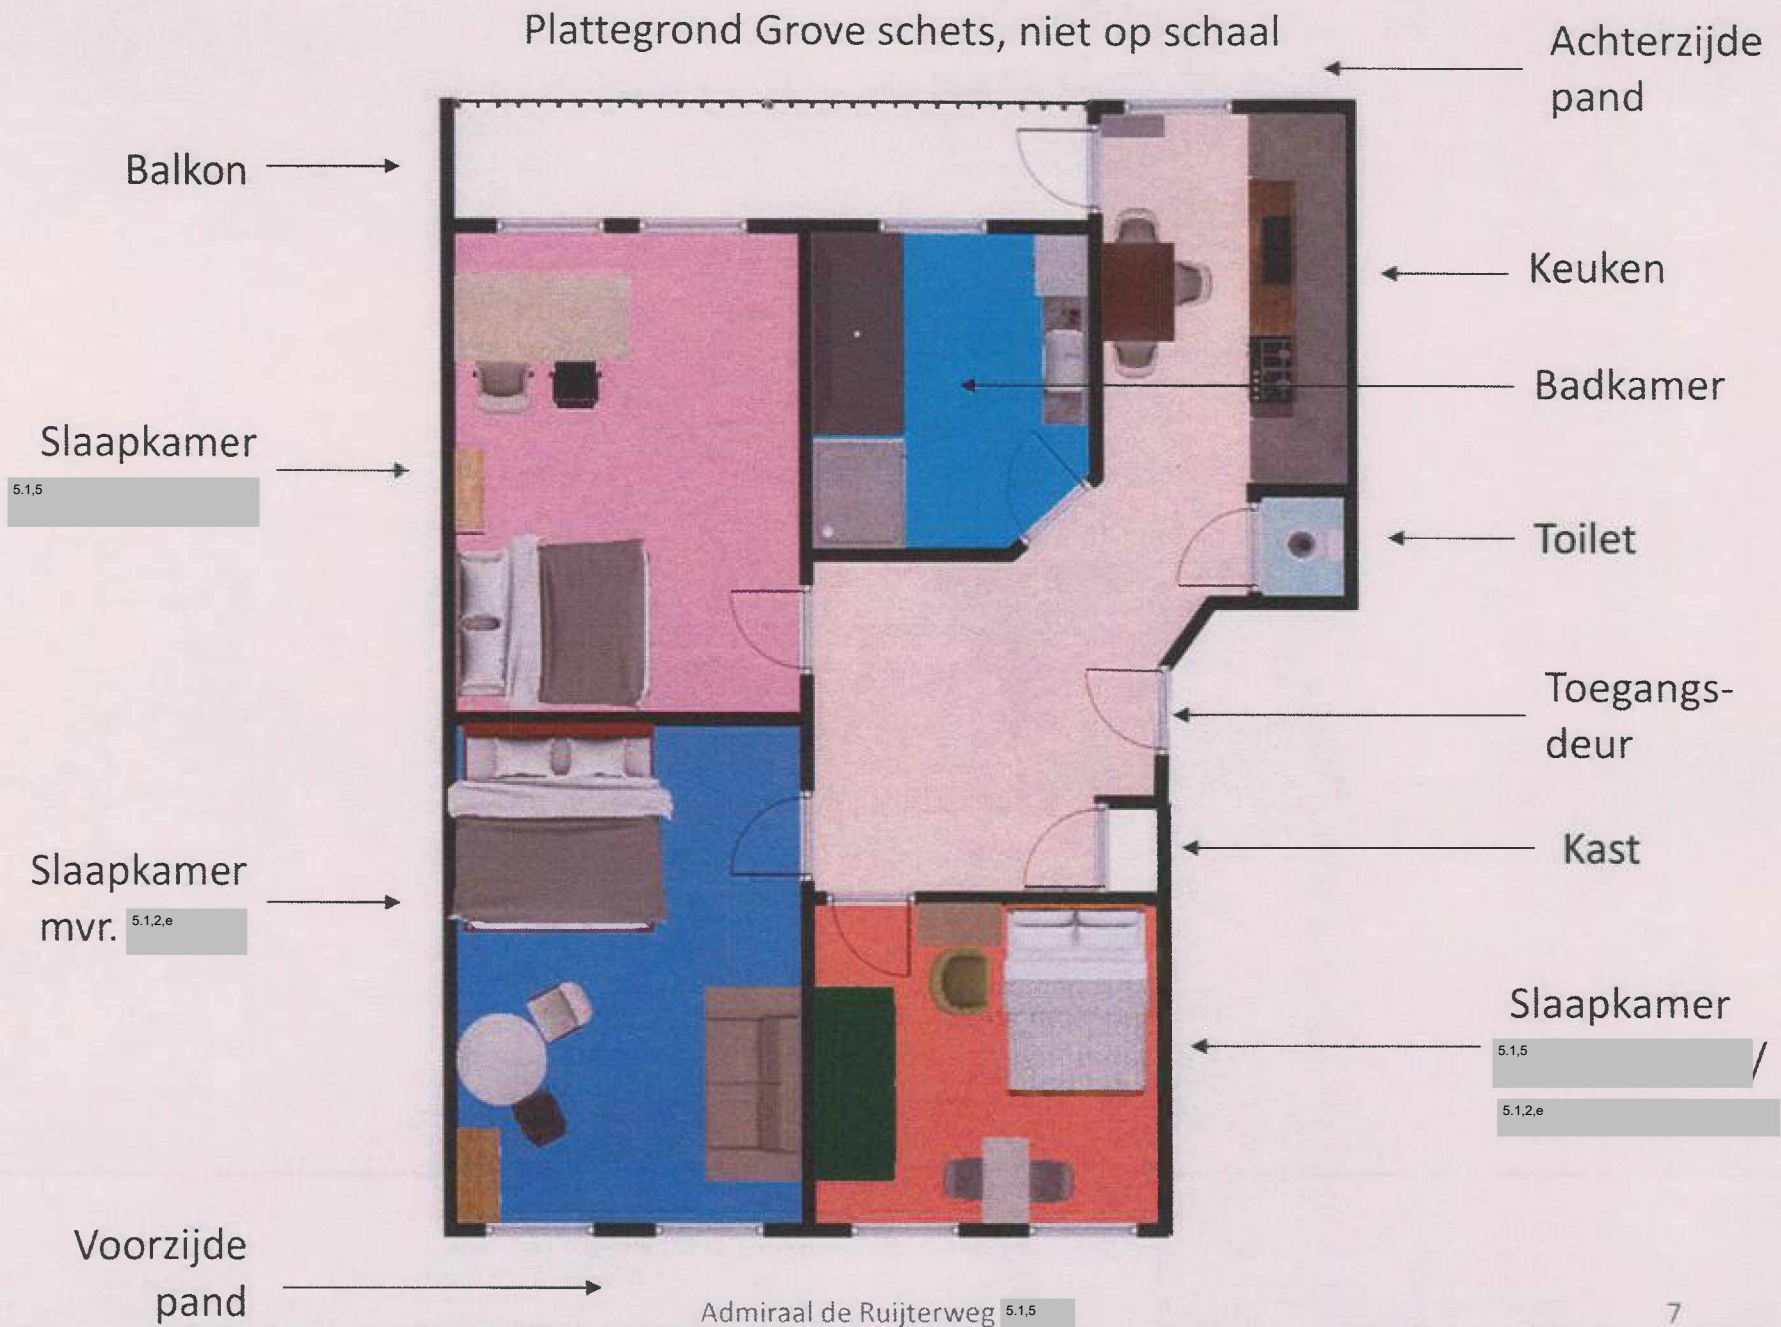 Plattegrond Grove schets, niet op schaal
Achterzijde
pand
Balkon
Keuken
Badkamer
Slaapkamer
5.1,5
Toilet
Toegangs-
deur
Kast
Slaapkamer
mvr. 5.1,2,e
Slaapkamer
5.1,5 /
5.1,2,e
Voorzijde
pand
Admiraal de Ruijterweg 5.1,5
7